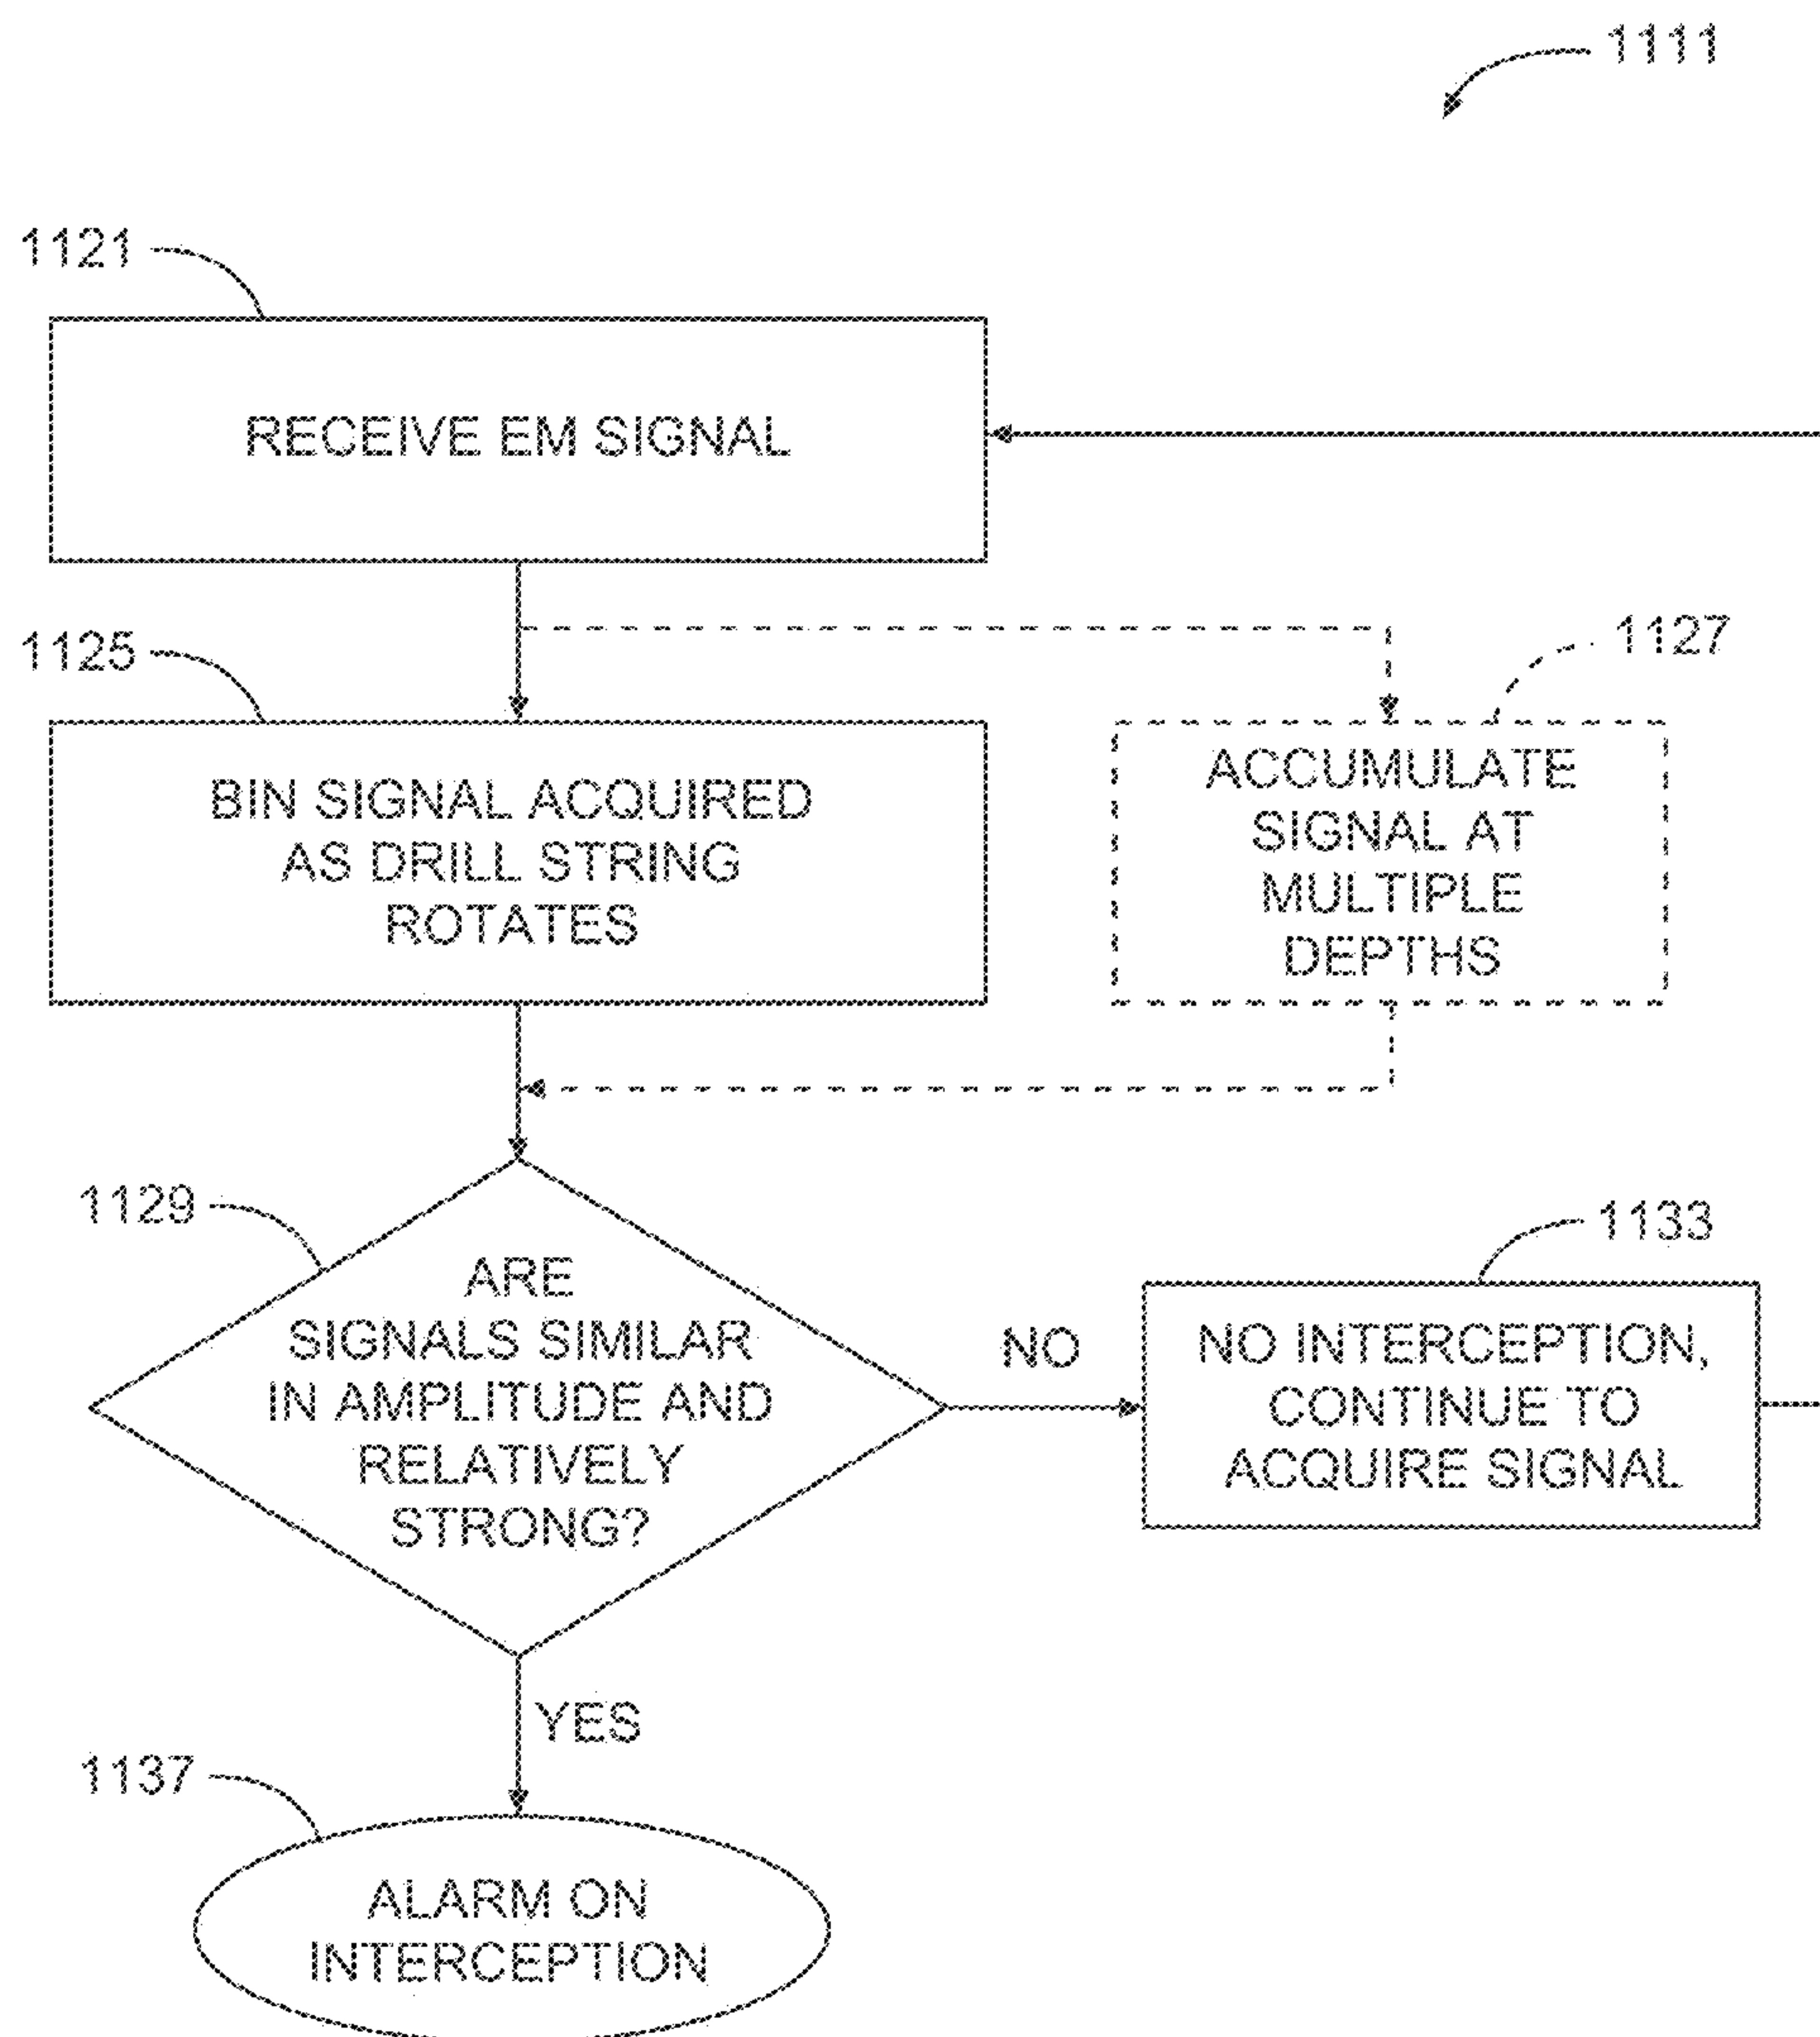 1111
1121
RECEIVE EM SIGNAL
1125
1127
BIN SIGNAL ACQUIRED
AS DRILL STRING
ROTATES
ACCUMULATE
SIGNAL AT
MULTIPLE
DEPTHS
1129
ARE
SIGNALS SIMILAR
IN AMPLITUDE AND
RELATIVELY
STRONG?
NO
1133
NO INTERCEPTION,
CONTINUE TO
ACQUIRE SIGNAL
YES
1137
ALARM ON
INTERCEPTION